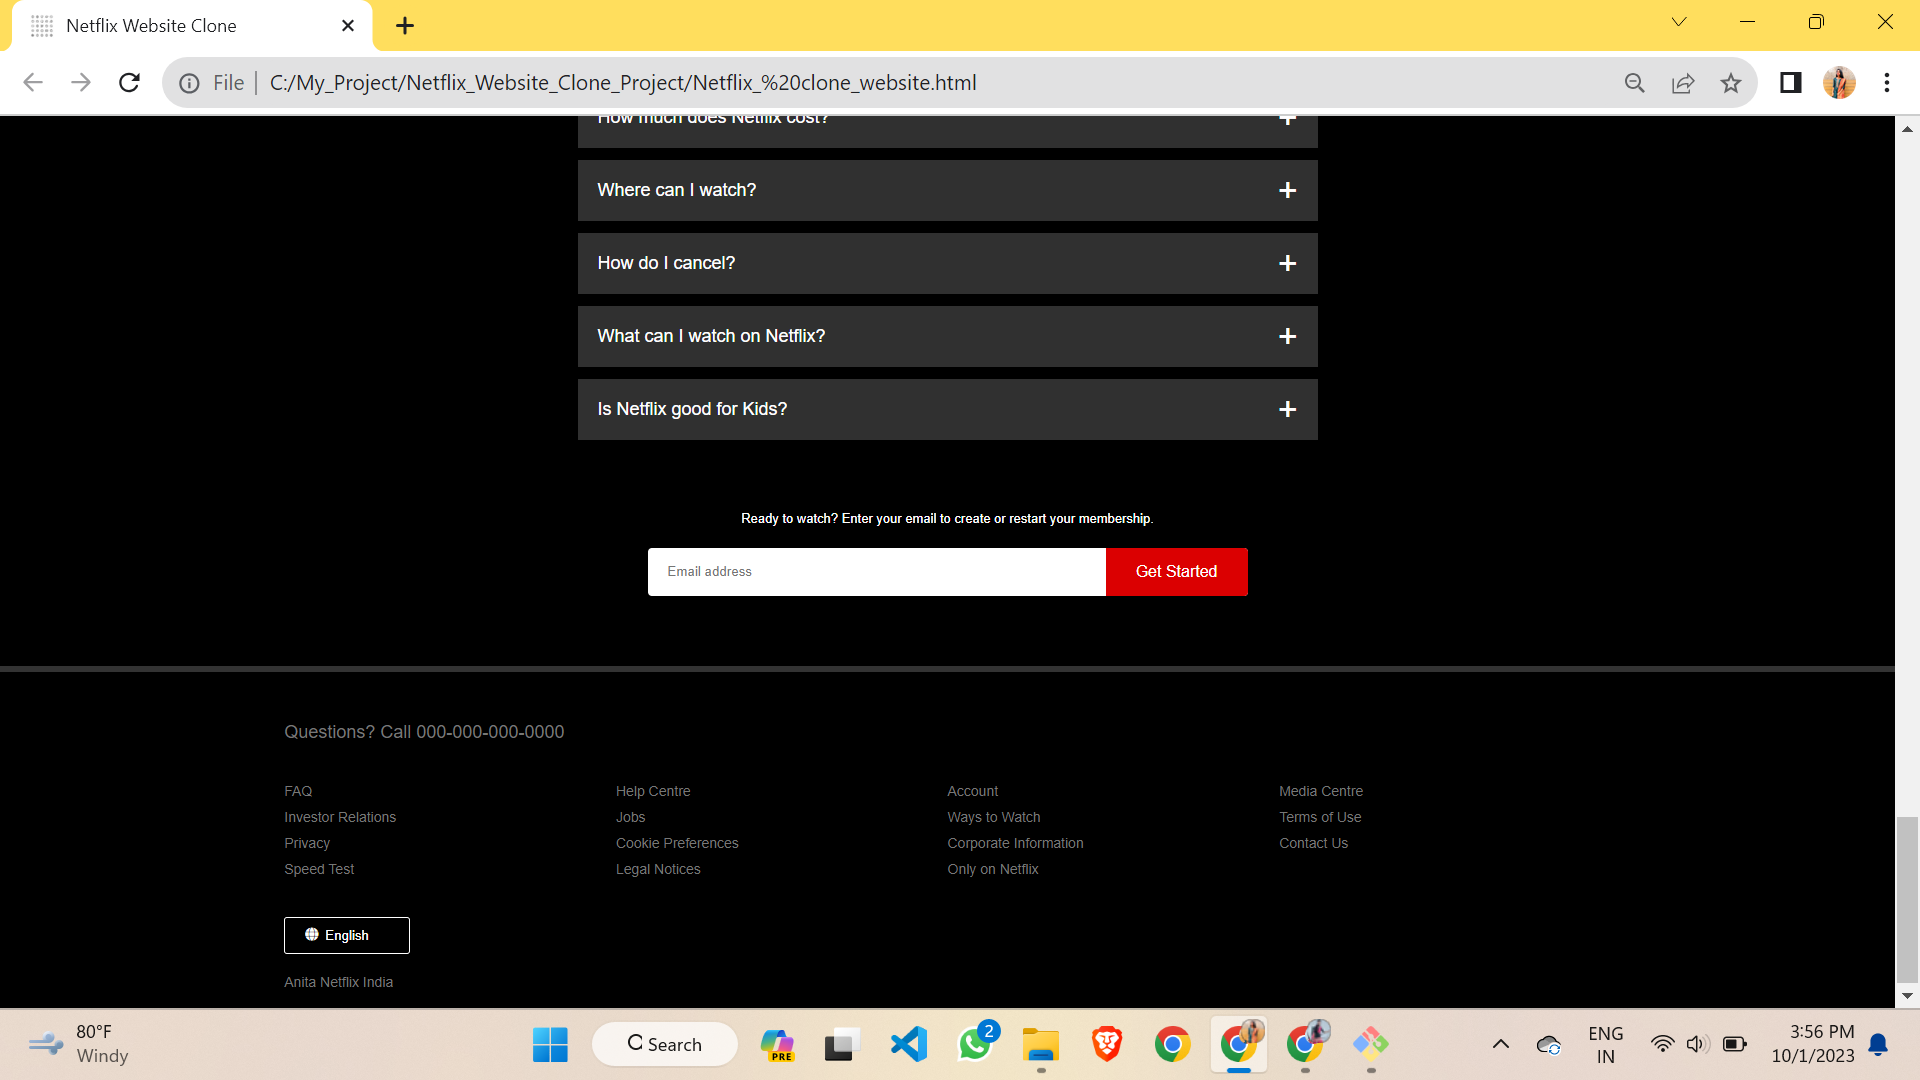 Netflix Website Clone
File C:/My_Project/Netflix_Website_Clone_Project/Netflix_%20clone_website.html
How much does Netflix cost? +
Where can I watch? +
How do I cancel? +
What can I watch on Netflix? +
Is Netflix good for Kids? +
Ready to watch? Enter your email to create or restart your membership.
Email address Get Started
Questions? Call 000-000-000-0000
FAQ Help Centre Account Media Centre
Investor Relations Jobs Ways to Watch Terms of Use
Privacy Cookie Preferences Corporate Information Contact Us
Speed Test Legal Notices Only on Netflix
English
Anita Netflix India
80°F
Windy
Search
PRE
2
ENG
IN
3:56 PM
10/1/2023